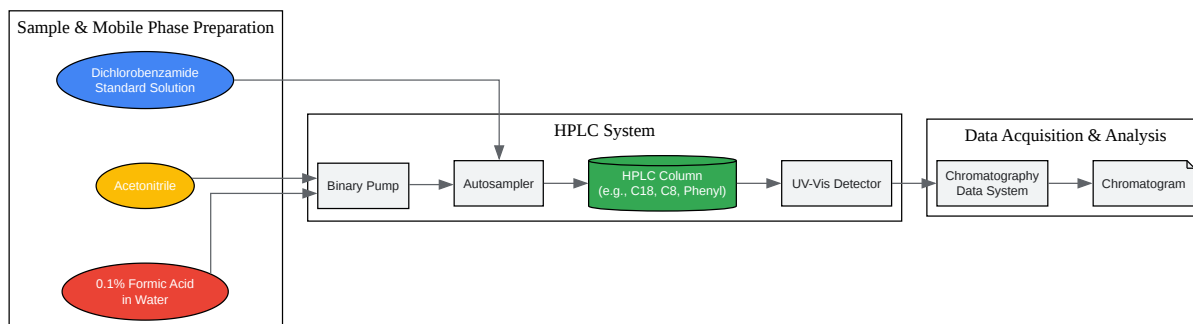 Sample & Mobile Phase Preparation
Dichlorobenzamide
Standard Solution
Acetonitrile
0.1% Formic Acid
in Water
HPLC System
Binary Pump
Autosampler
HPLC Column
(e.g., C18, C8, Phenyl)
UV-Vis Detector
Data Acquisition & Analysis
Chromatography
Data System
Chromatogram